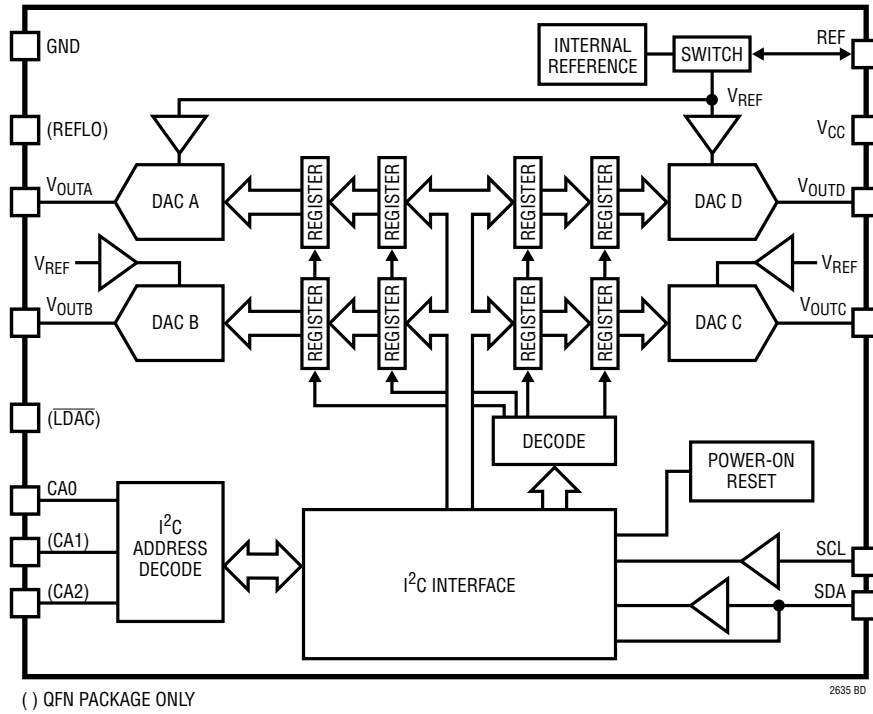 GND
INTERNAL
REFERENCE
SWITCH
REF
(REFLO)
VREF
VCC
VOUTA
DAC A
REGISTER
REGISTER
REGISTER
REGISTER
DAC D
VOUTD
VREF
VREF
VOUTB
DAC B
REGISTER
REGISTER
REGISTER
REGISTER
DAC C
VOUTC
(LDAC)
DECODE
POWER-ON
RESET
CA0
(CA1)
(CA2)
I2C
ADDRESS
DECODE
I2C INTERFACE
SCL
SDA
( ) QFN PACKAGE ONLY
2635 BD